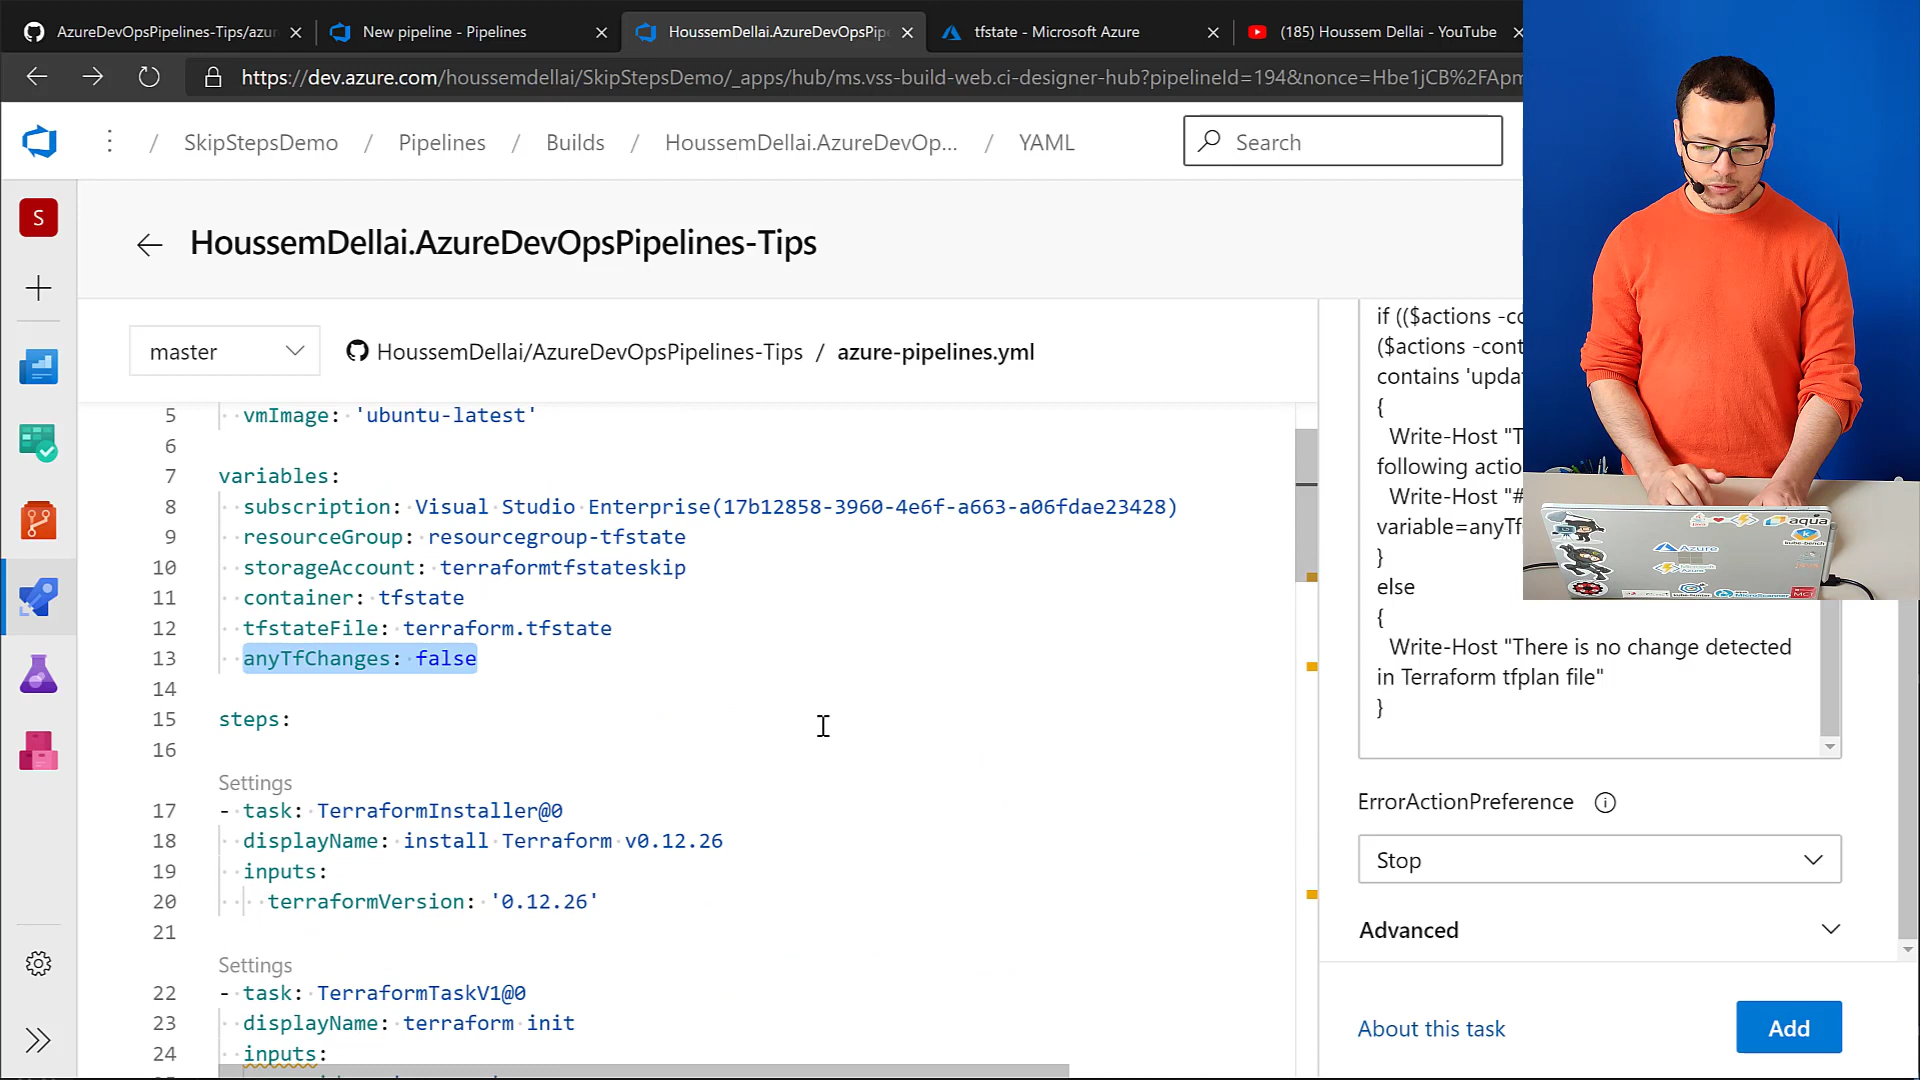 AzureDevOpsPipelines-Tips/azur
New pipeline - Pipelines
HoussemDellai.AzureDevOpsPip
tfstate - Microsoft Azure
(185) Houssem Dellai - YouTube
https://dev.azure.com/houssemdellai/SkipStepsDemo/_apps/hub/ms.vss-build-web.ci-designer-hub?pipelineId=194&nonce=Hbe1jCB%2FApm
/ SkipStepsDemo / Pipelines / Builds / HoussemDellai.AzureDevOp... / YAML
Search
S
HoussemDellai.AzureDevOpsPipelines-Tips
master
HoussemDellai/AzureDevOpsPipelines-Tips / azure-pipelines.yml
5 vmImage: 'ubuntu-latest'
6
7 variables:
8 subscription: Visual Studio Enterprise(17b12858-3960-4e6f-a663-a06fdae23428)
9 resourceGroup: resourcegroup-tfstate
10 storageAccount: terraformtfstateskip
11 container: tfstate
12 tfstateFile: terraform.tfstate
13 anyTfChanges: false
14
15 steps:
16
Settings
17 - task: TerraformInstaller@0
18 displayName: install Terraform v0.12.26
19 inputs:
20 terraformVersion: '0.12.26'
21
Settings
22 - task: TerraformTaskV1@0
23 displayName: terraform init
24 inputs:
if (($actions -co
($actions -cont
contains 'upda
{
Write-Host "T
following actio
Write-Host "#
variable=anyTf
}
else
{
Write-Host "There is no change detected
in Terraform tfplan file"
}
ErrorActionPreference
Stop
Advanced
About this task
Add
Azure
aqua